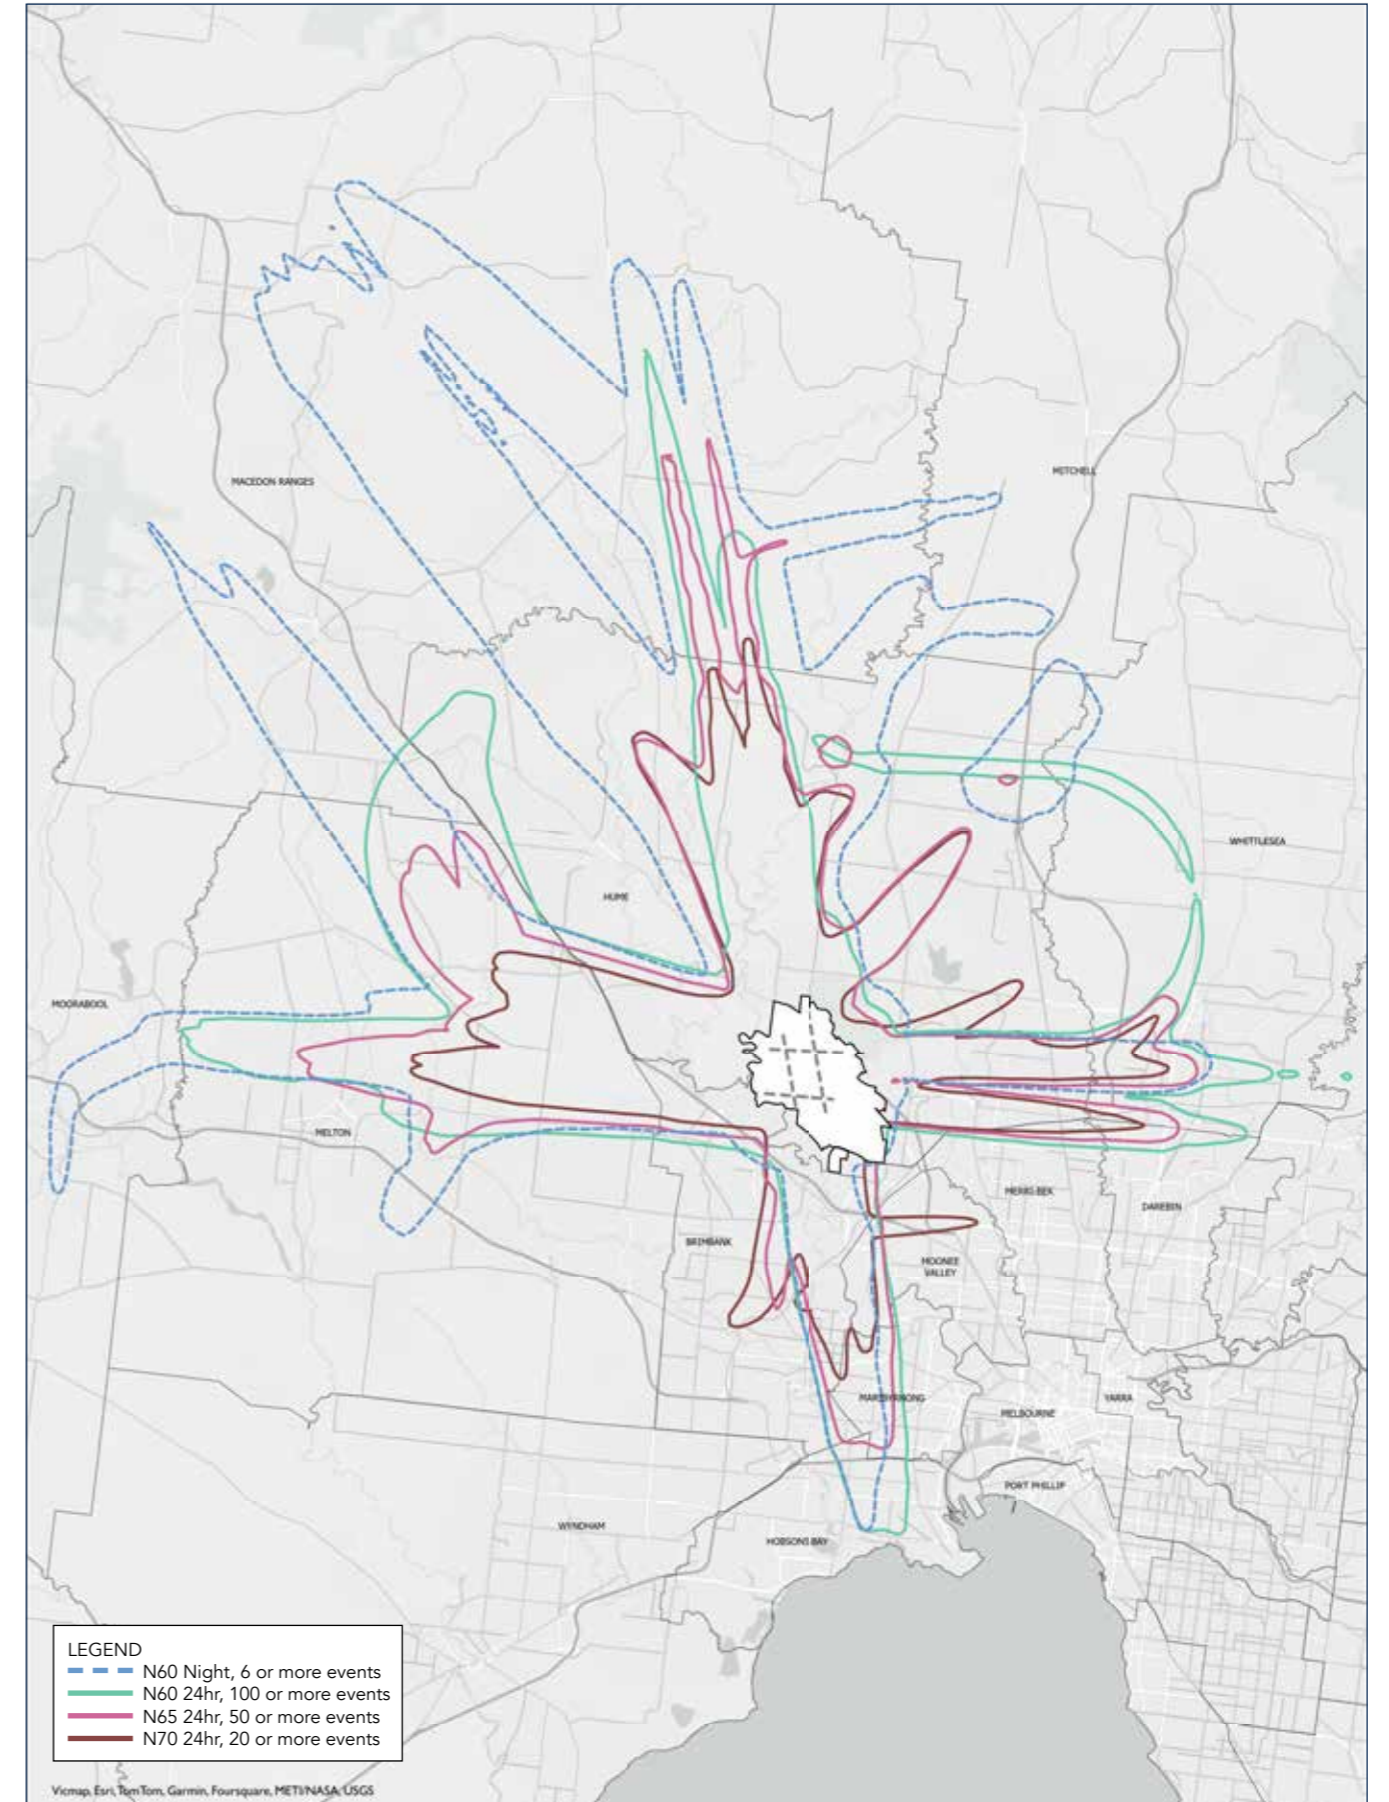 MACEDON RANGES
MITCHELL
WHITTLESEA
HUME
MOORABOOL
MELTON
MERRI-BEK
DAREBIN
BRIMBANK
MOONEE
VALLEY
MARIBYRNONG
YARRA
MELBOURNE
PORT PHILLIP
WYNDHAM
HOBSONS BAY
LEGEND
N60 Night, 6 or more events
N60 24hr, 100 or more events
N65 24hr, 50 or more events
N70 24hr, 20 or more events
Vicmap, Esri, TomTom, Garmin, Foursquare, METI/NASA, USGS